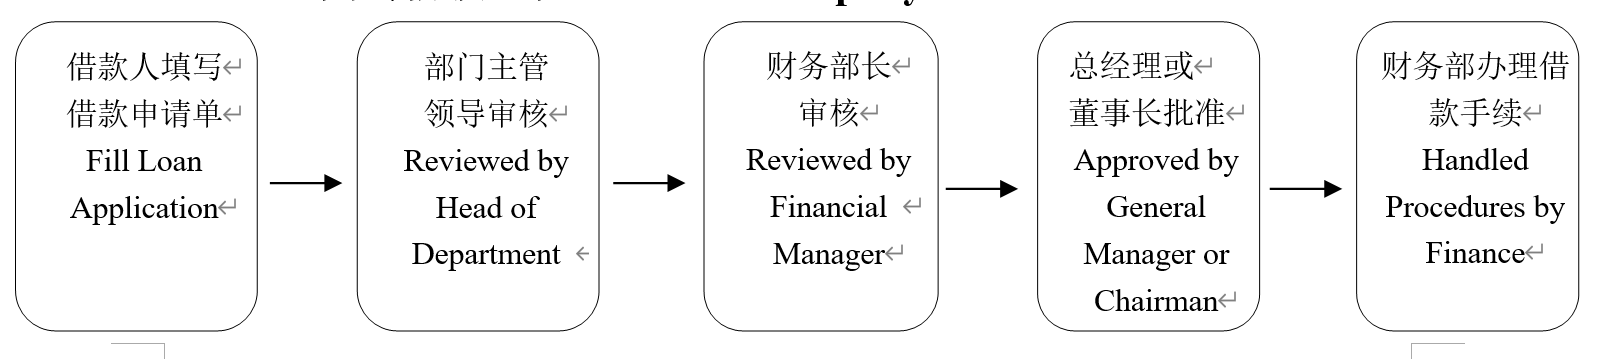 借款人填写
借款申请单
Fill Loan
Application
部门主管
领导审核
Reviewed by
Head of
Department
财务部长
审核
Reviewed by
Financial
Manager
总经理或
董事长批准
Approved by
General
Manager or
Chairman
财务部办理借
款手续
Handled
Procedures by
Finance